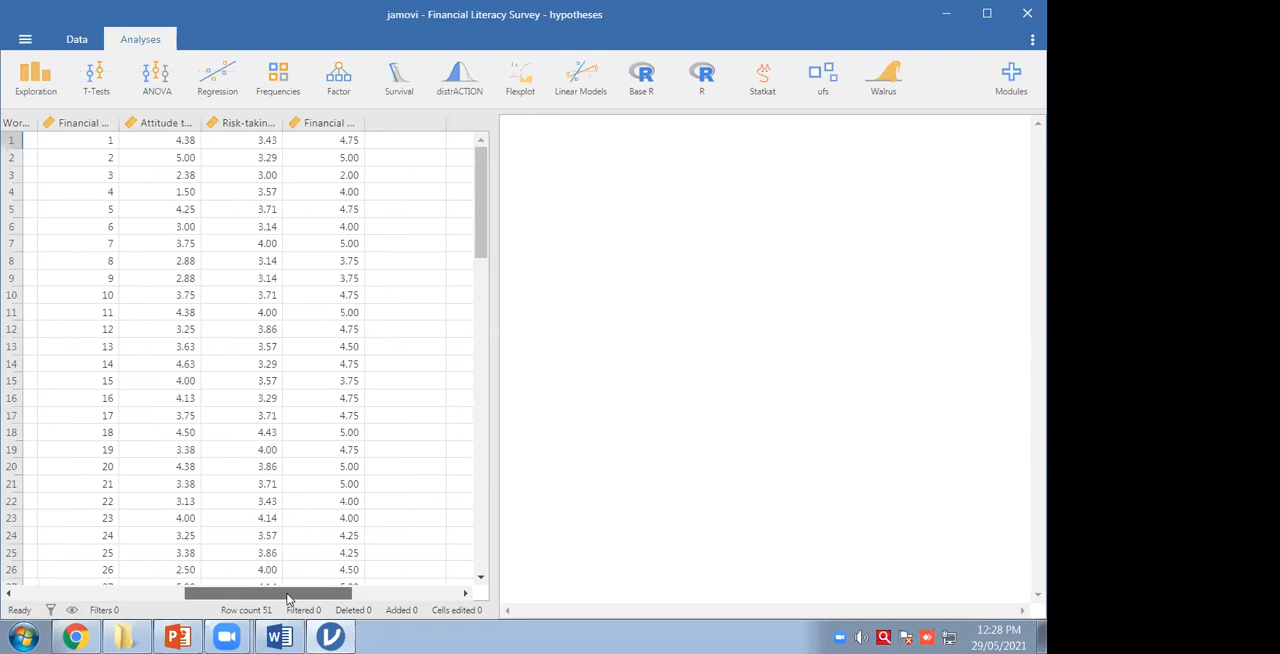 jamovi - Financial Literacy Survey - hypotheses
Data Analyses
Exploration T-Tests ANOVA Regression Frequencies Factor Survival distrACTION Flexplot Linear Models Base R R Statkat ufs Walrus Modules
Wor... Financial ... Attitude t... Risk-takin... Financial ...
1 1 4.38 3.43 4.75
2 2 5.00 3.29 5.00
3 3 2.38 3.00 2.00
4 4 1.50 3.57 4.00
5 5 4.25 3.71 4.75
6 6 3.00 3.14 4.00
7 7 3.75 4.00 5.00
8 8 2.88 3.14 3.75
9 9 2.88 3.14 3.75
10 10 3.75 3.71 4.75
11 11 4.38 4.00 5.00
12 12 3.25 3.86 4.75
13 13 3.63 3.57 4.50
14 14 4.63 3.29 4.75
15 15 4.00 3.57 3.75
16 16 4.13 3.29 4.75
17 17 3.75 3.71 4.75
18 18 4.50 4.43 5.00
19 19 3.38 4.00 4.75
20 20 4.38 3.86 5.00
21 21 3.38 3.71 5.00
22 22 3.13 3.43 4.00
23 23 4.00 4.14 4.00
24 24 3.25 3.57 4.25
25 25 3.38 3.86 4.25
26 26 2.50 4.00 4.50
Ready Filters 0 Row count 51 Filtered 0 Deleted 0 Added 0 Cells edited 0
12:28 PM
29/05/2021